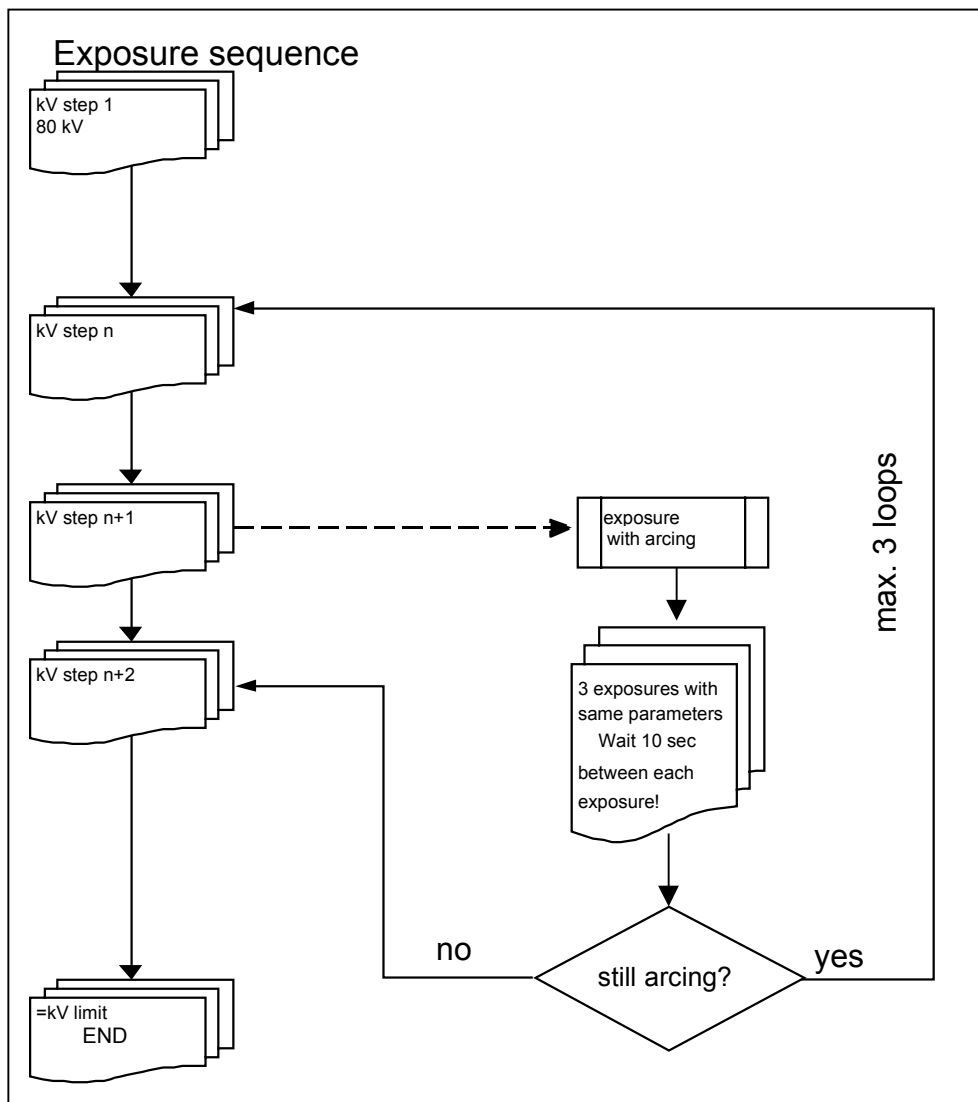 Exposure sequence
kV step 1
80 kV
kV step n
kV step n+1
exposure
with arcing
max. 3 loops
kV step n+2
3 exposures with
same parameters
Wait 10 sec
between each
exposure!
no
still arcing?
yes
=kV limit
END